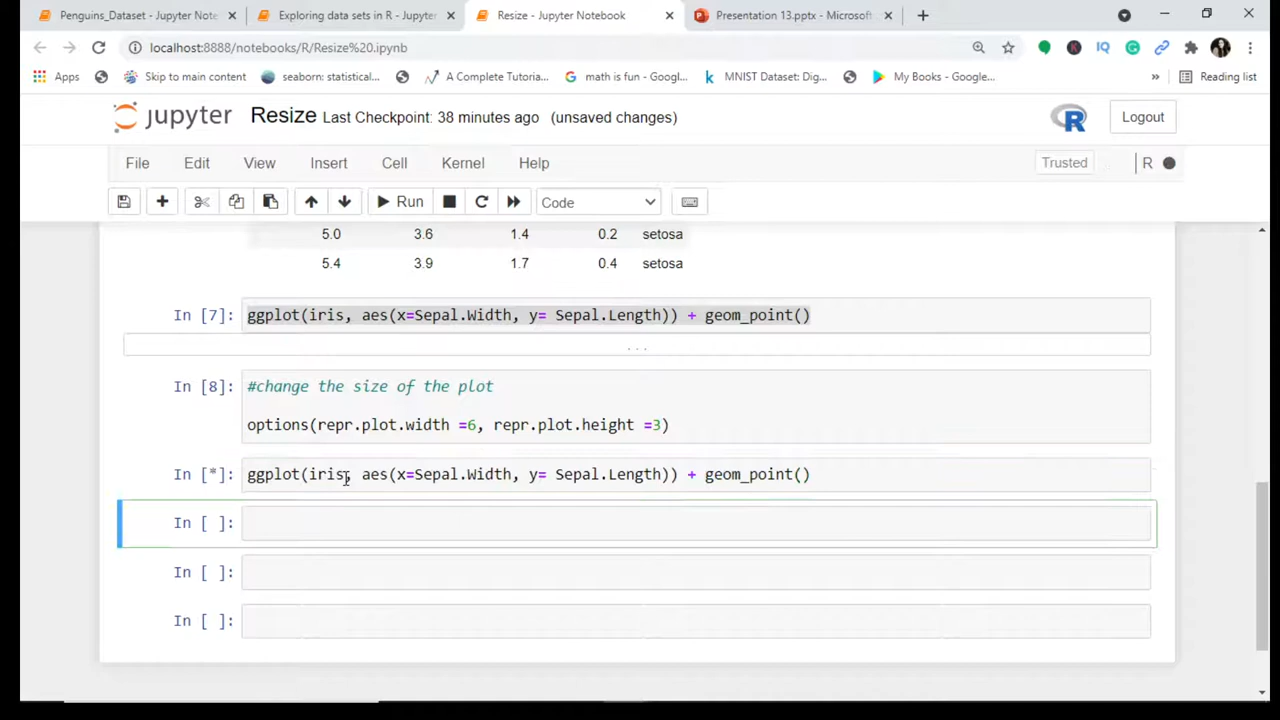 Penguins_Dataset - Jupyter Note
Exploring data sets in R - Jupyter
Resize - Jupyter Notebook
Presentation 13.pptx - Microsoft
localhost:8888/notebooks/R/Resize%20.ipynb
Apps
Skip to main content
seaborn: statistical...
A Complete Tutoria...
math is fun - Googl...
MNIST Dataset: Dig...
My Books - Google...
»
Reading list
jupyter Resize Last Checkpoint: 38 minutes ago (unsaved changes)
Logout
File Edit View Insert Cell Kernel Help
Trusted
R
Run
Code
5.0 3.6 1.4 0.2 setosa
5.4 3.9 1.7 0.4 setosa
In [7]: ggplot(iris, aes(x=Sepal.Width, y= Sepal.Length)) + geom_point()
...
In [8]: #change the size of the plot
options(repr.plot.width =6, repr.plot.height =3)
In [*]: ggplot(iris, aes(x=Sepal.Width, y= Sepal.Length)) + geom_point()
In [ ]:
In [ ]:
In [ ]: